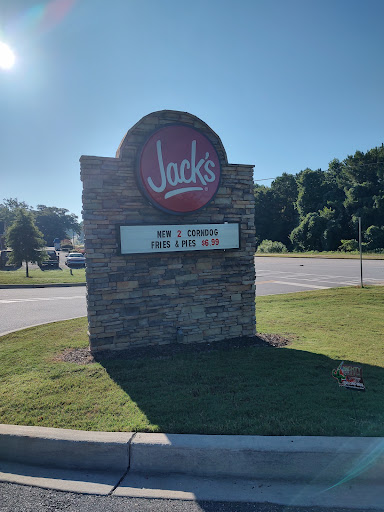 Jack's
NEW 2 CORNDOG
FRIES & PIES $6.99